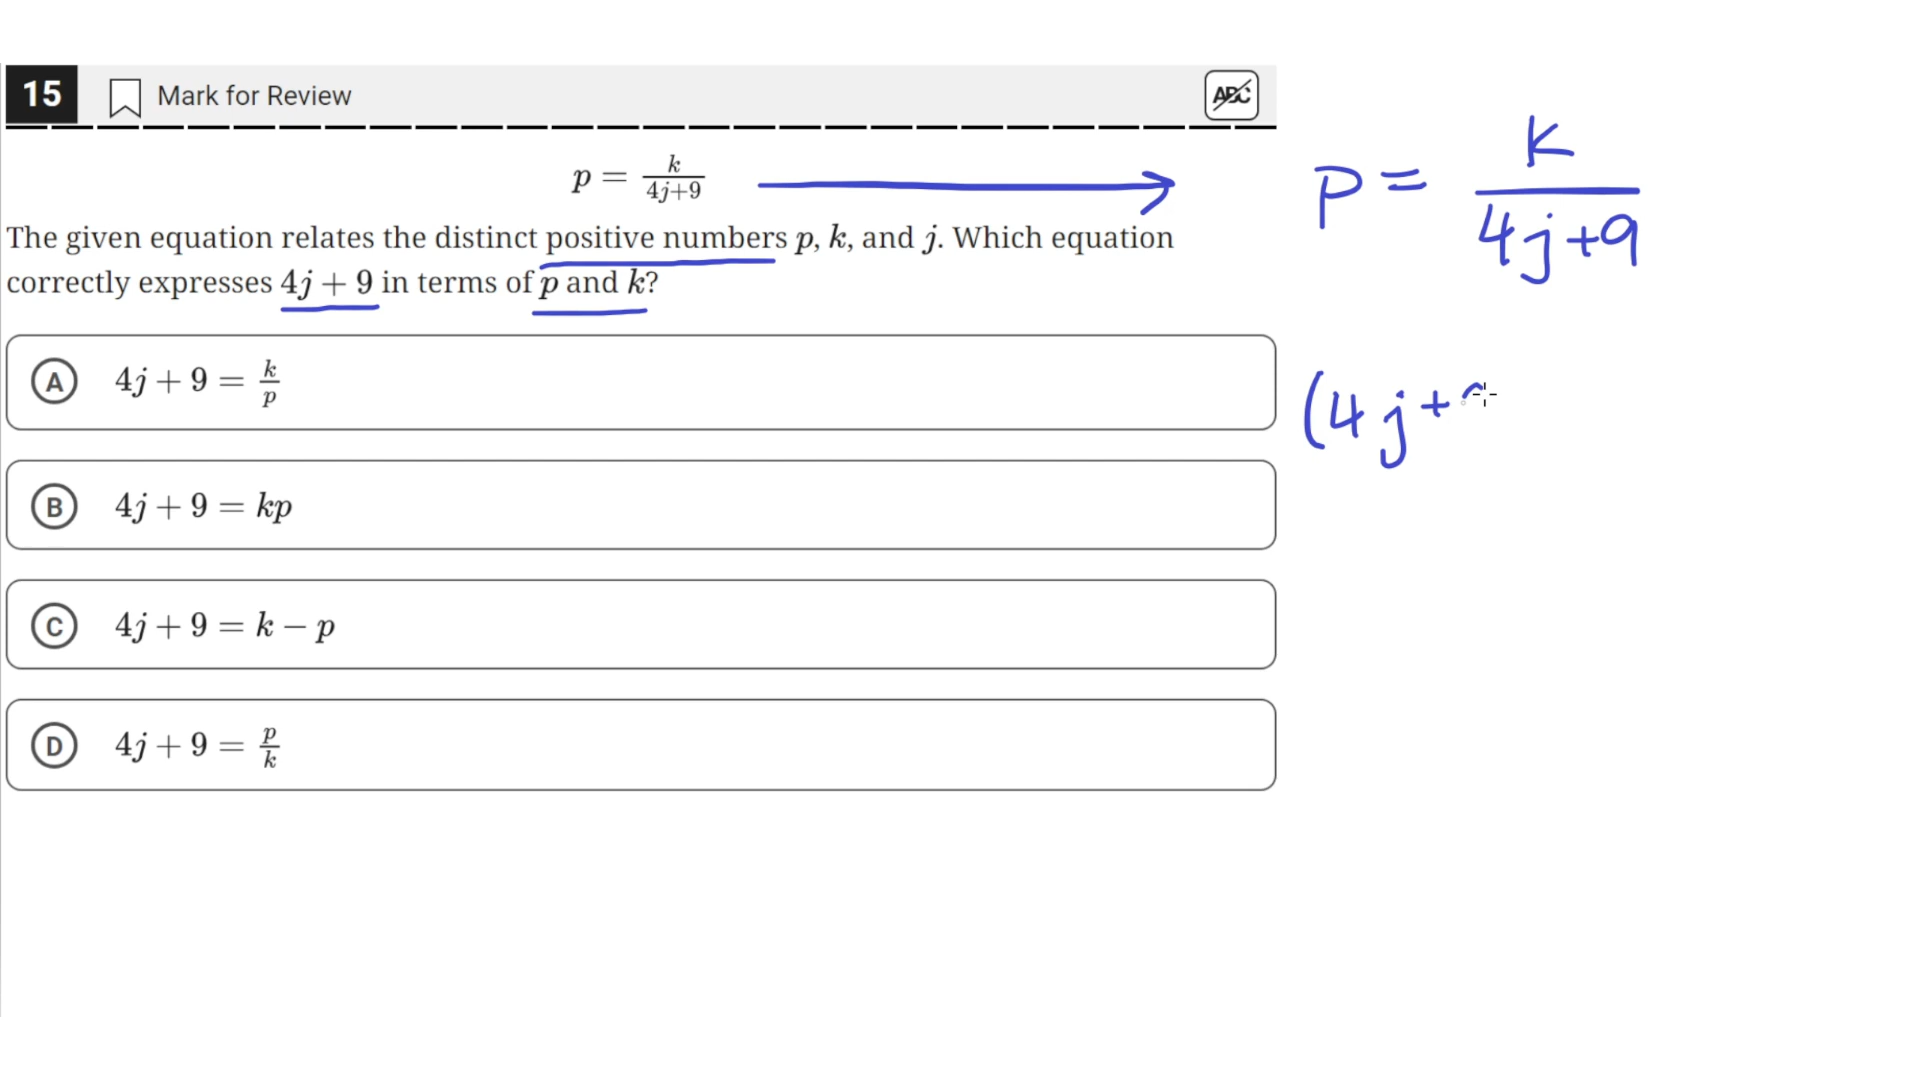 15 Mark for Review ABC
p = k/(4j+9)
The given equation relates the distinct positive numbers p, k, and j. Which equation
correctly expresses 4j + 9 in terms of p and k?
A 4j + 9 = k/p
B 4j + 9 = kp
C 4j + 9 = k − p
D 4j + 9 = p/k
p = k/(4j+9)
(4j+